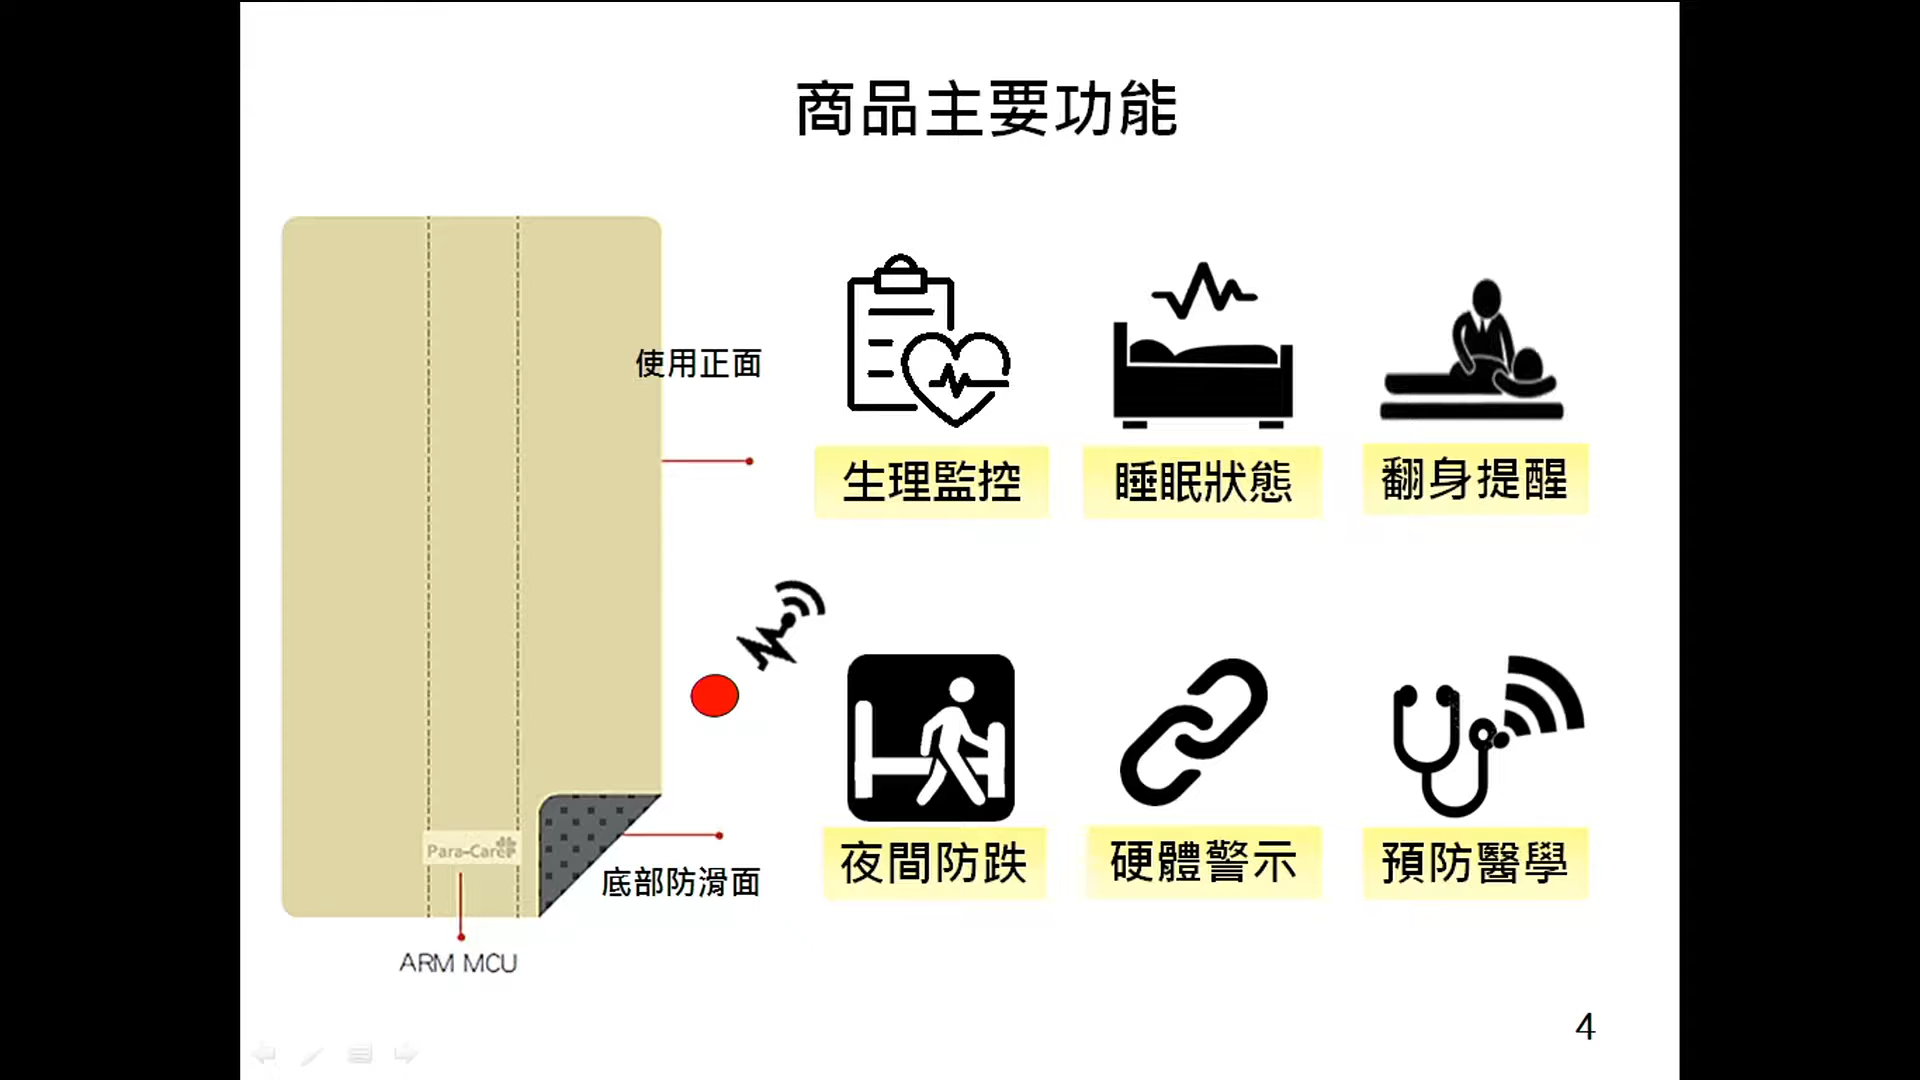 商品主要功能
使用正面
生理監控
睡眠狀態
翻身提醒
夜間防跌
硬體警示
預防醫學
Para-Care
底部防滑面
ARM MCU
4